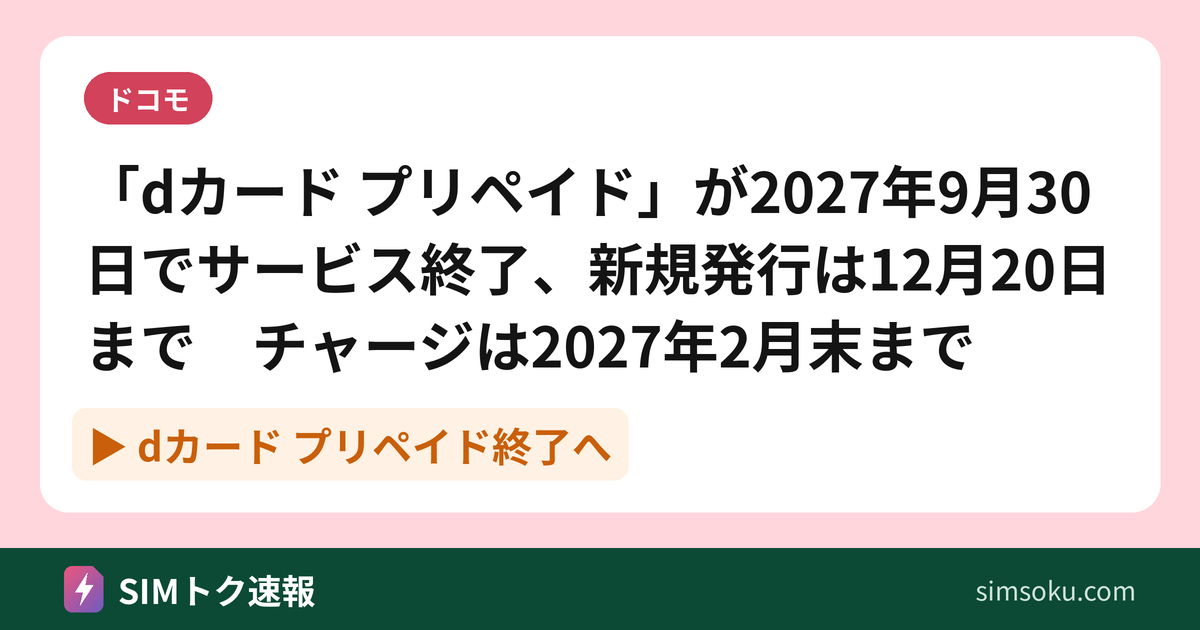 ドコモ
「dカード プリペイド」が2027年9月30
日でサービス終了、新規発行は12月20日
まで　チャージは2027年2月末まで
▶ dカード プリペイド終了へ
SIMトク速報
simsoku.com